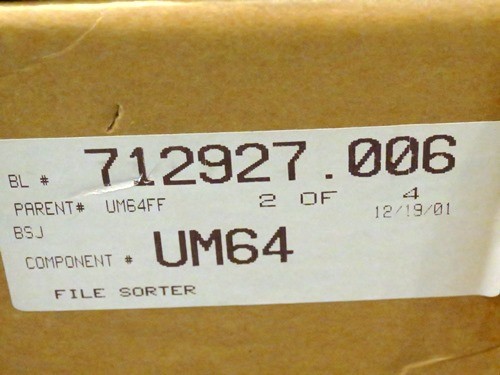 BL # 712927.006
PARENT# UM64FF 2 OF 4
BSJ 12/19/01
COMPONENT # UM64
FILE SORTER